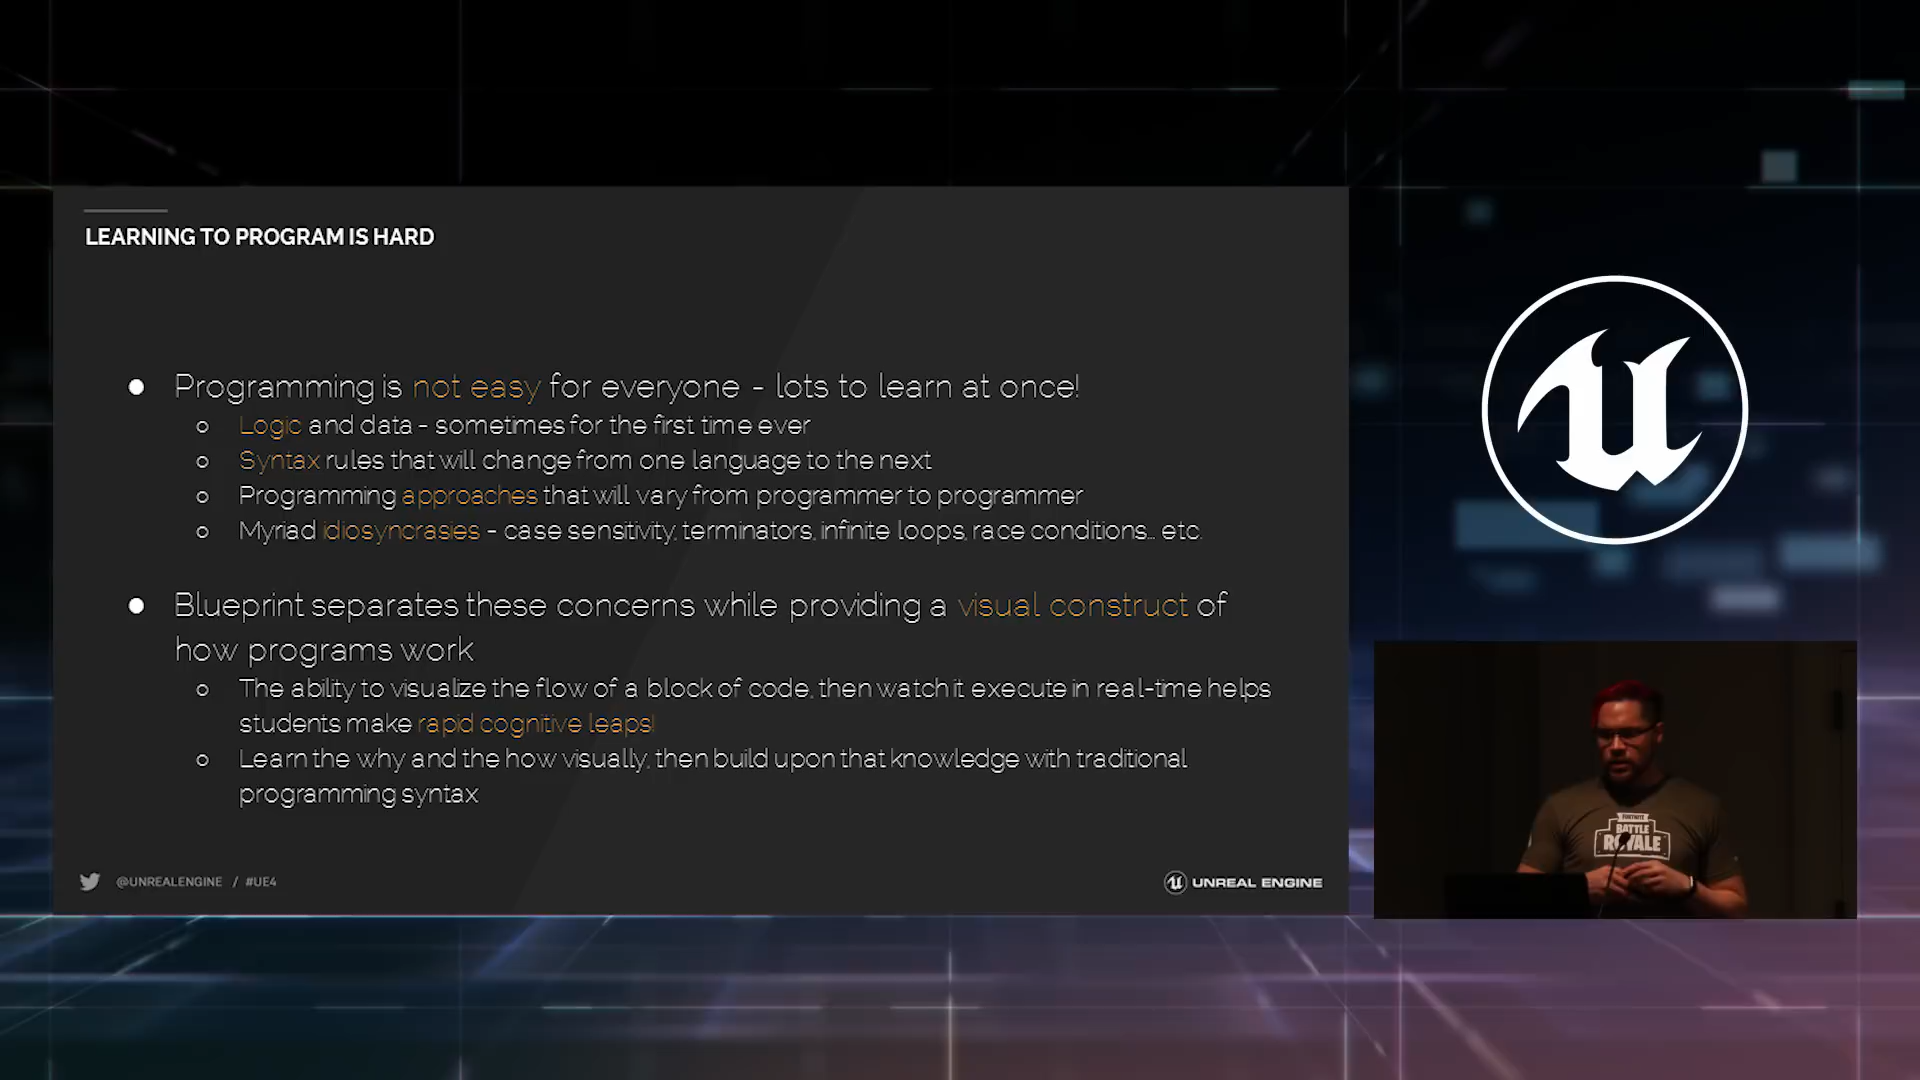 LEARNING TO PROGRAM IS HARD
● Programming is not easy for everyone - lots to learn at once!
○ Logic and data - sometimes for the first time ever
○ Syntax rules that will change from one language to the next
○ Programming approaches that will vary from programmer to programmer
○ Myriad idiosyncrasies - case sensitivity, terminators, infinite loops, race conditions... etc.
● Blueprint separates these concerns while providing a visual construct of
how programs work
○ The ability to visualize the flow of a block of code, then watch it execute in real-time helps
students make rapid cognitive leaps!
○ Learn the why and the how visually, then build upon that knowledge with traditional
programming syntax
@UNREALENGINE / #UE4
UNREAL ENGINE
FORTNITE
BATTLE
ROYALE